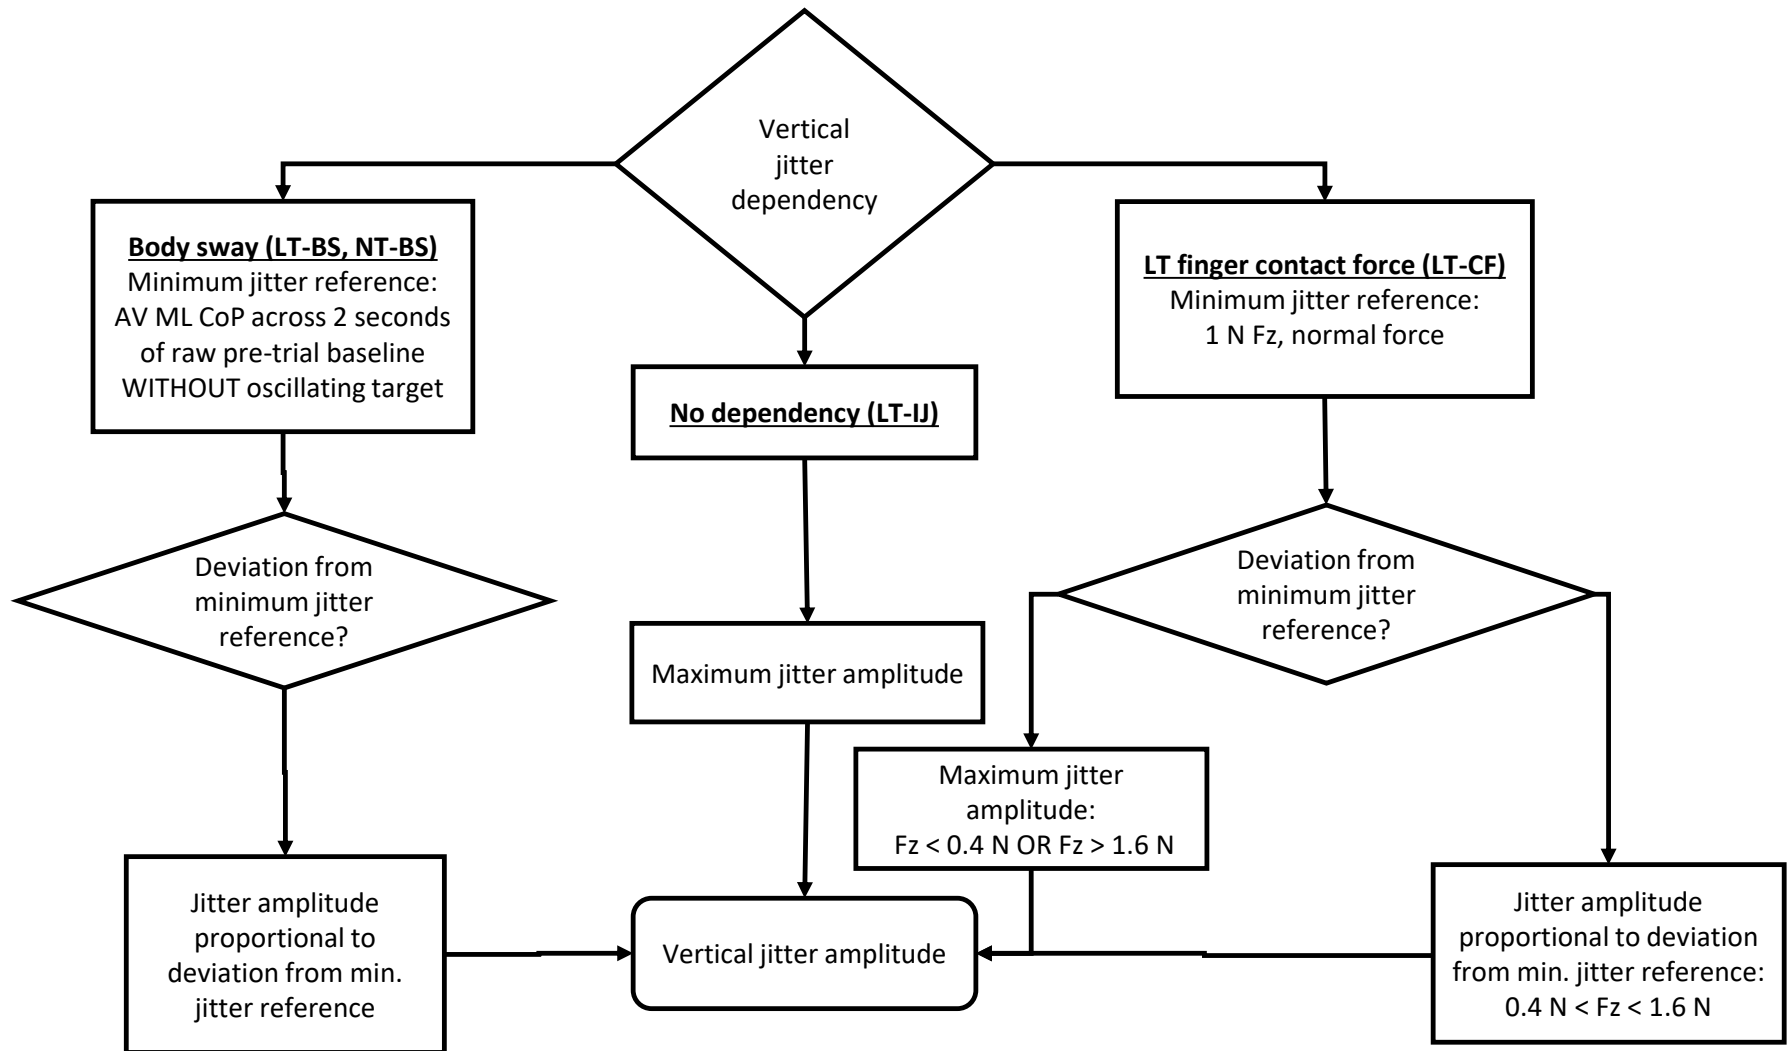 Vertical
jitter
dependency
Body sway (LT-BS, NT-BS)
Minimum jitter reference:
AV ML CoP across 2 seconds
of raw pre-trial baseline
WITHOUT oscillating target
No dependency (LT-IJ)
LT finger contact force (LT-CF)
Minimum jitter reference:
1 N Fz, normal force
Deviation from
minimum jitter
reference?
Maximum jitter amplitude
Deviation from
minimum jitter
reference?
Maximum jitter
amplitude:
Fz < 0.4 N OR Fz > 1.6 N
Jitter amplitude
proportional to
deviation from min.
jitter reference
Vertical jitter amplitude
Jitter amplitude
proportional to deviation
from min. jitter reference:
0.4 N < Fz < 1.6 N